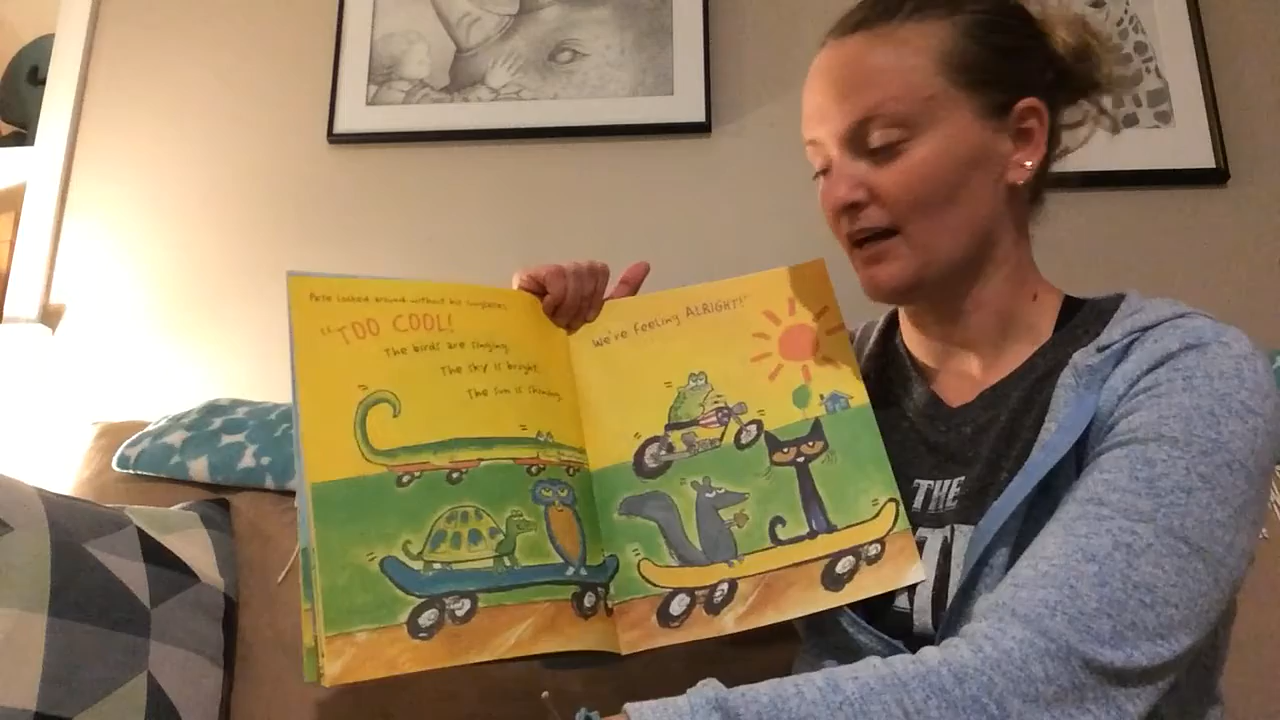 Pete looked around without his sunglasses.
"TOO COOL!
The birds are singing.
The sky is bright.
The sun is shining.
We're feeling ALRIGHT!"
THE